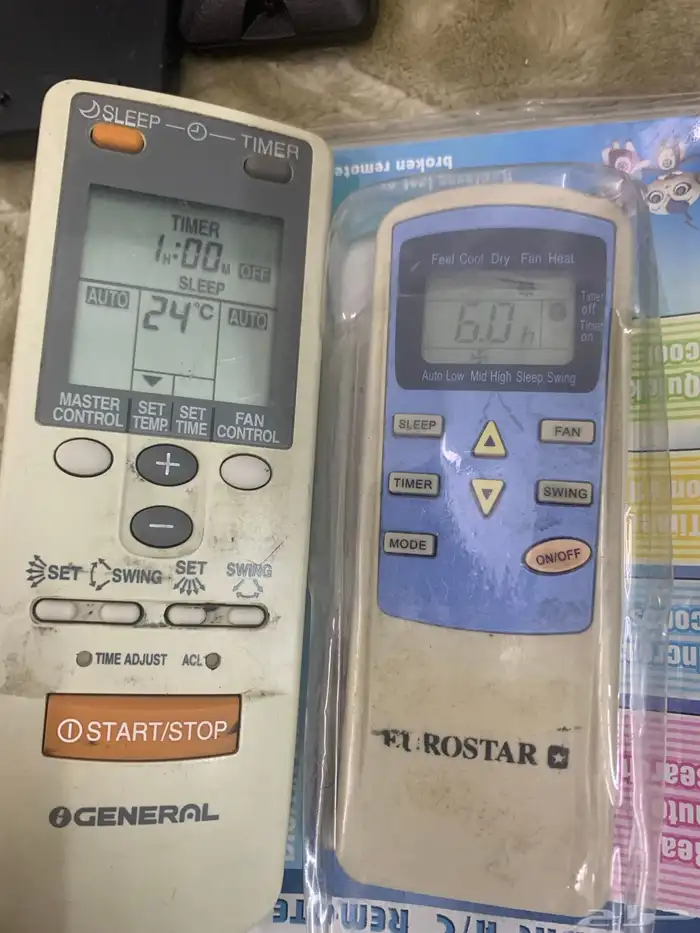 SLEEP
TIMER
TIMER
1H:00M OFF
SLEEP
AUTO
24°C
AUTO
MASTER CONTROL
SET TEMP.
SET TIME
FAN CONTROL
+
−
SET
SWING
SET
SWING
TIME ADJUST
ACL
START/STOP
GENERAL
broken remote
Feel Cool Dry Fan Heat
6.0 h
Timer off
Timer on
Auto Low Mid High Sleep Swing
SLEEP
FAN
TIMER
SWING
MODE
ON/OFF
EUROSTAR
A/C REMOTE